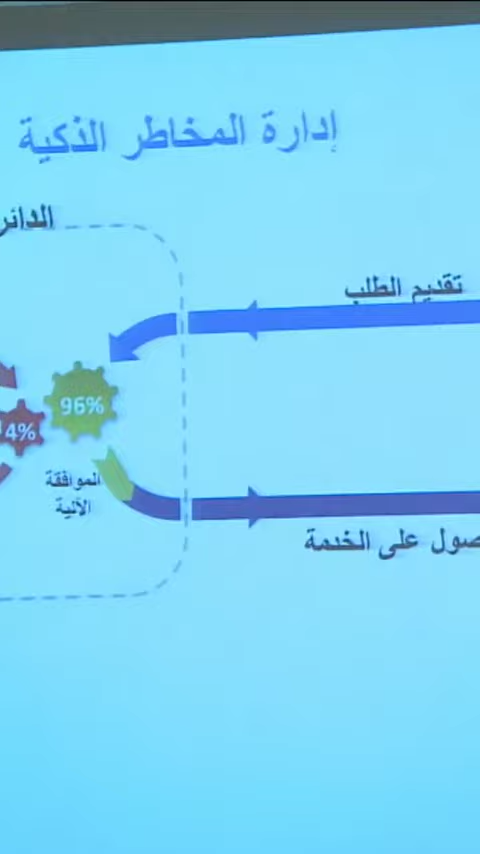 إدارة المخاطر الذكية
تقديم الطلب
96%
4%
الموافقة
الآلية
على الخدمة